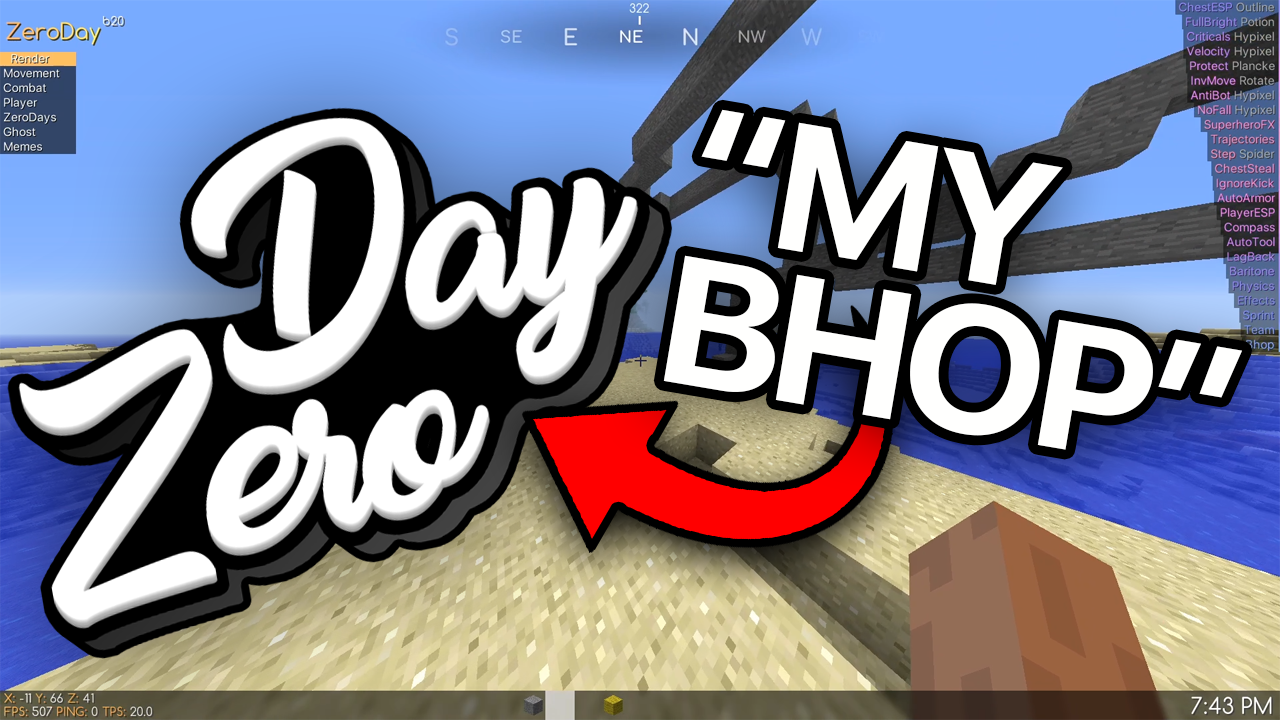 ZeroDay b20
Render
Movement
Combat
Player
ZeroDays
Ghost
Memes
322
S SE E NE N NW W
ChestESP Outline
FullBright Potion
Criticals Hypixel
Velocity Hypixel
Protect Plancke
InvMove Rotate
AntiBot Hypixel
NoFall Hypixel
SuperheroFX
Trajectories
Step Spider
ChestSteal
IgnoreKick
AutoArmor
PlayerESP
Compass
AutoTool
LagBack
Baritone
Physics
Effects
Sprint
Team
Bhop
Day
Zero
"MY
BHOP"
X: -11 Y: 66 Z: 41
FPS: 507 PING: 0 TPS: 20.0
7:43 PM